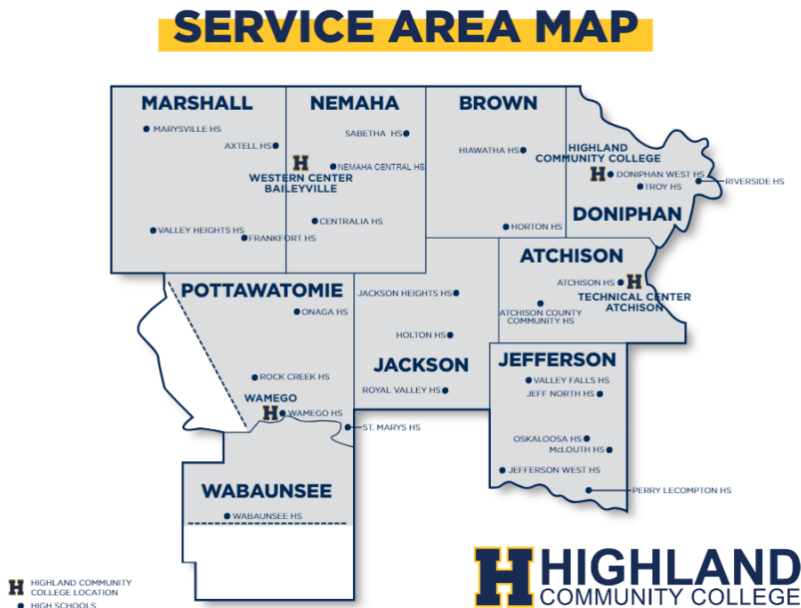 SERVICE AREA MAP
MARSHALL
NEMAHA
BROWN
MARYSVILLE HS
SABETHA HS
AXTELL HS
HIAWATHA HS
HIGHLAND
COMMUNITY COLLEGE
H
NEMAHA CENTRAL HS
WESTERN CENTER
BAILEYVILLE
H
DONIPHAN WEST HS
RIVERSIDE HS
TROY HS
DONIPHAN
CENTRALIA HS
VALLEY HEIGHTS HS
FRANKFORT HS
HORTON HS
ATCHISON
ATCHISON HS
H
TECHNICAL CENTER
ATCHISON
ATCHISON COUNTY
COMMUNITY HS
POTTAWATOMIE
JACKSON HEIGHTS HS
ONAGA HS
HOLTON HS
JACKSON
ROYAL VALLEY HS
JEFFERSON
VALLEY FALLS HS
JEFF NORTH HS
ROCK CREEK HS
WAMEGO
H
WAMEGO HS
ST. MARYS HS
OSKALOOSA HS
McLOUTH HS
JEFFERSON WEST HS
PERRY LECOMPTON HS
WABAUNSEE
WABAUNSEE HS
H
HIGHLAND COMMUNITY
COLLEGE LOCATION
HIGH SCHOOLS
H
HIGHLAND
COMMUNITY COLLEGE